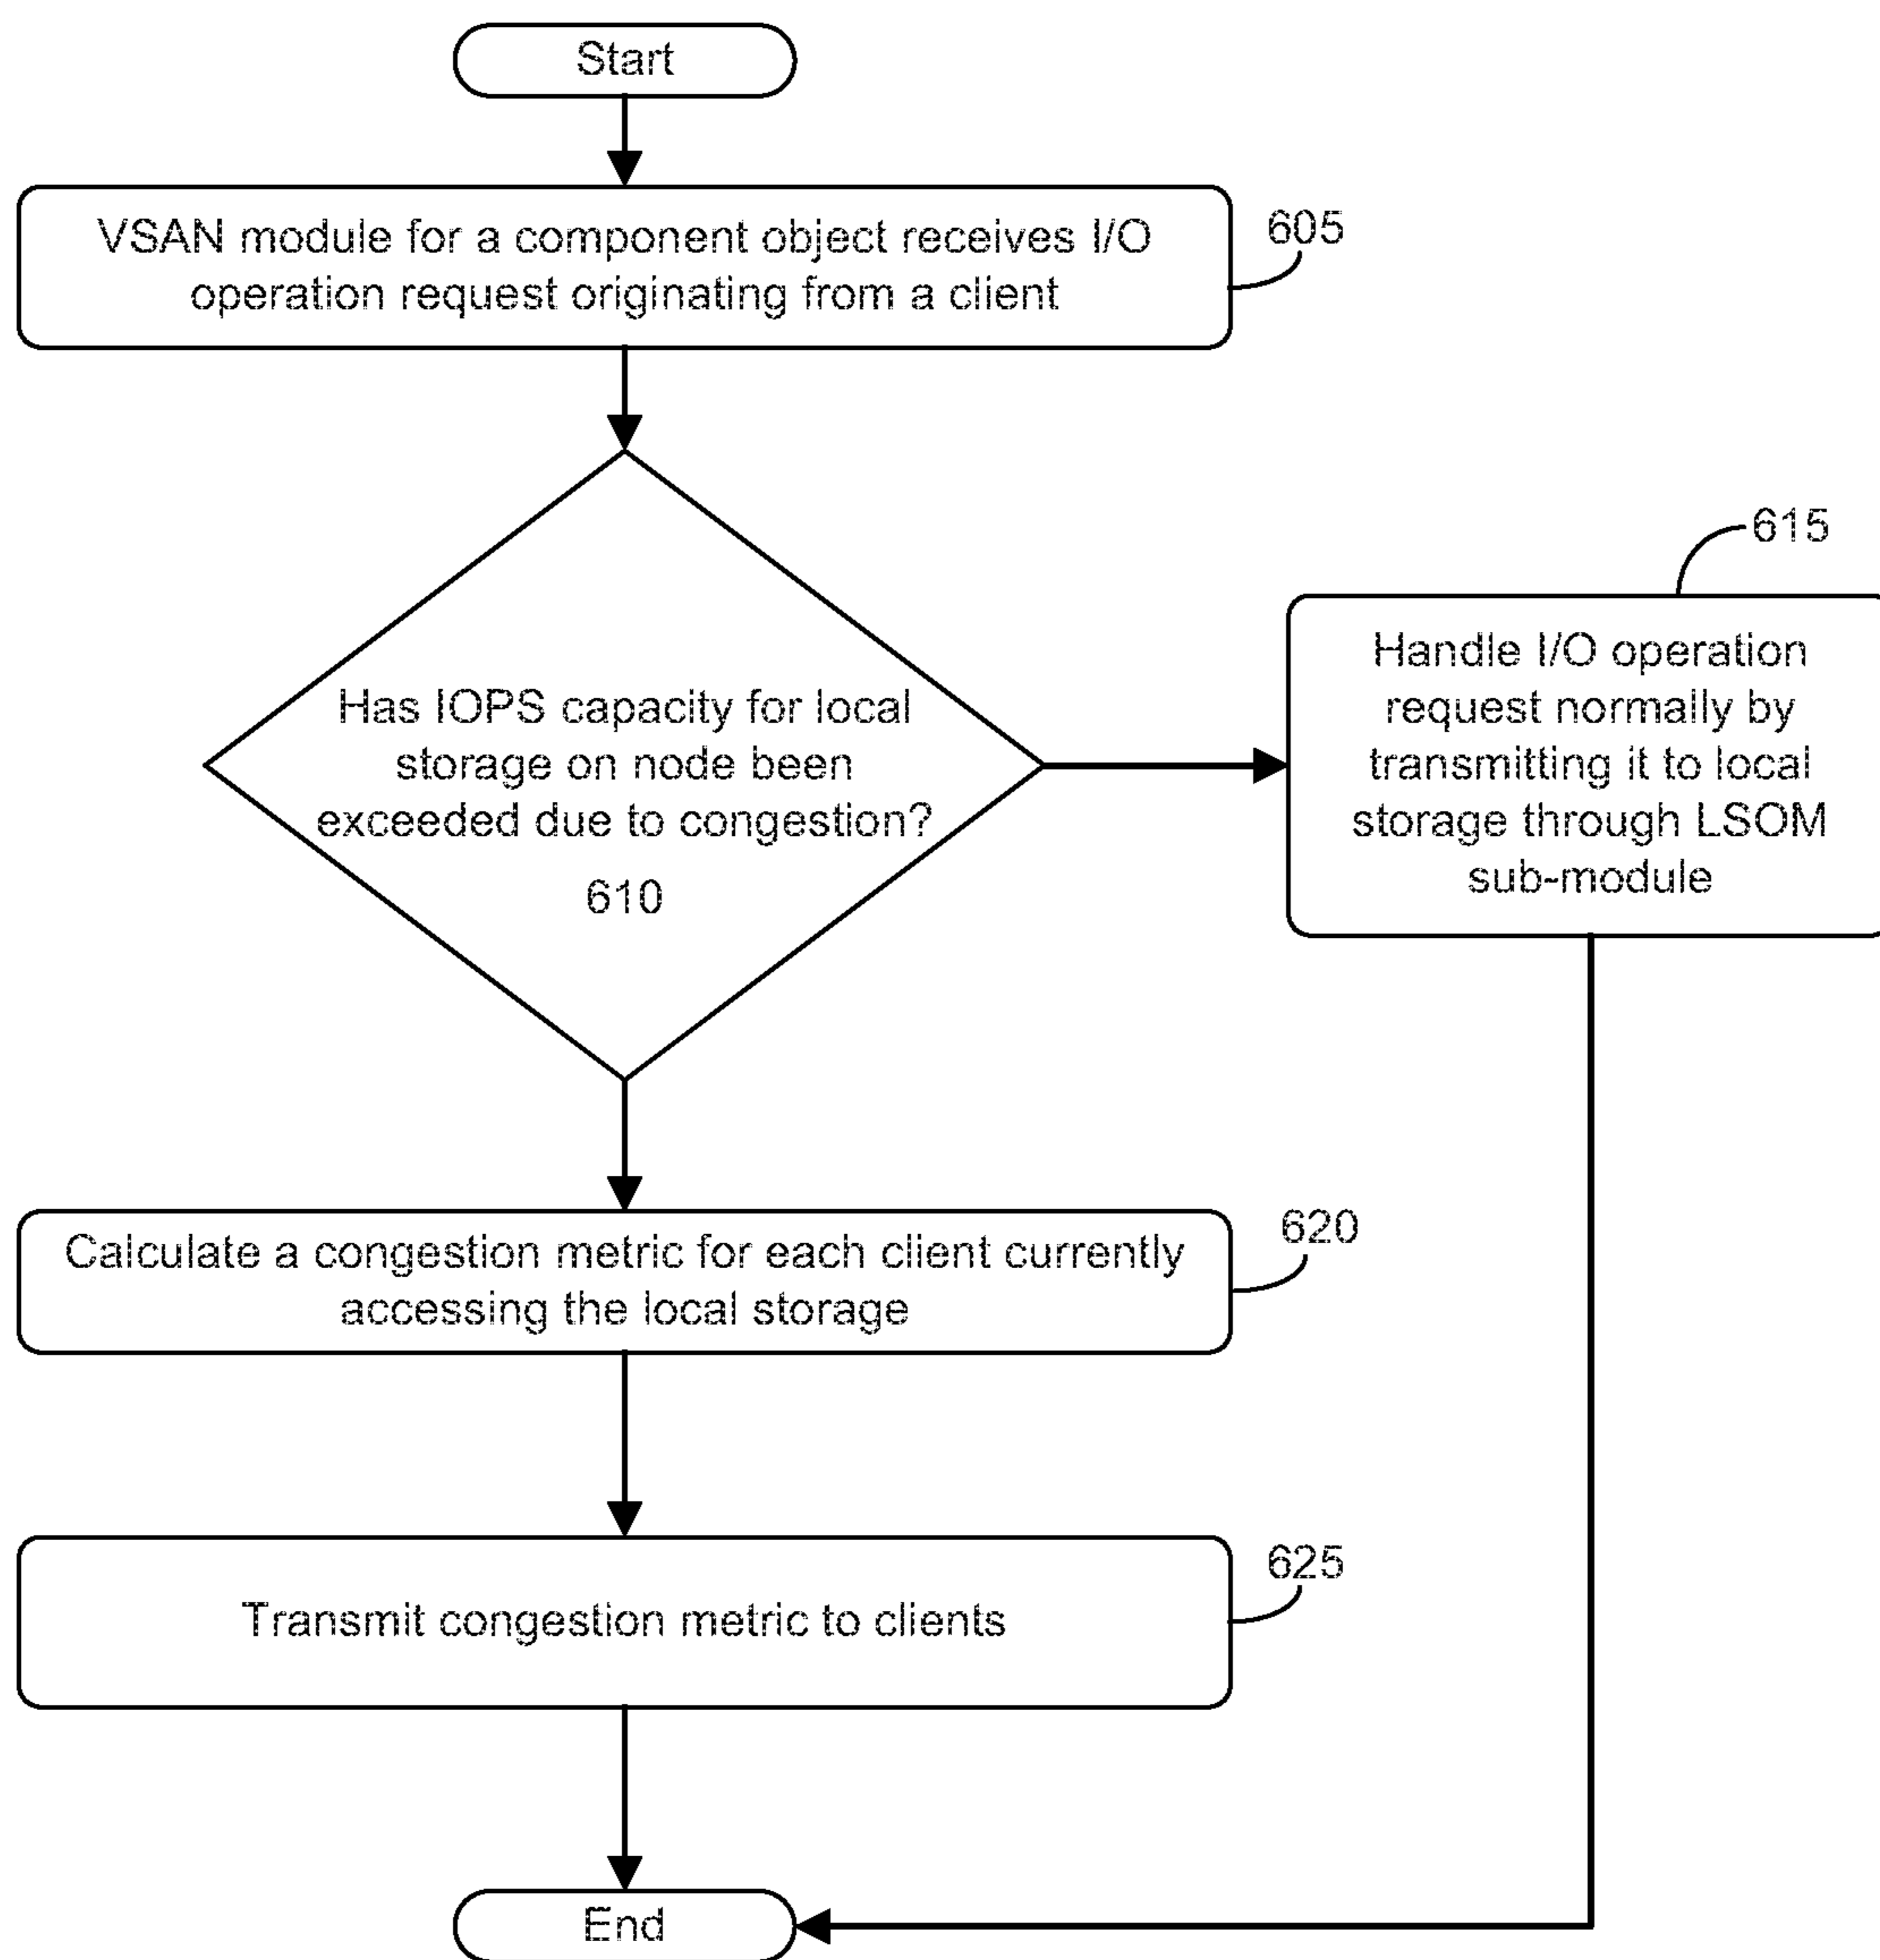 Start
VSAN module for a component object receives I/O
operation request originating from a client
605
Has IOPS capacity for local
storage on node been
exceeded due to congestion?
610
615
Handle I/O operation
request normally by
transmitting it to local
storage through LSOM
sub-module
Calculate a congestion metric for each client currently
accessing the local storage
620
Transmit congestion metric to clients
625
End